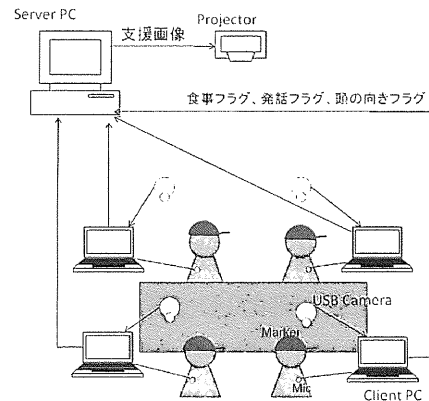 Server PC
Projector
支援画像
食事フラグ、発話フラグ、頭の向きフラグ
USB Camera
Marker
Mic
Client PC